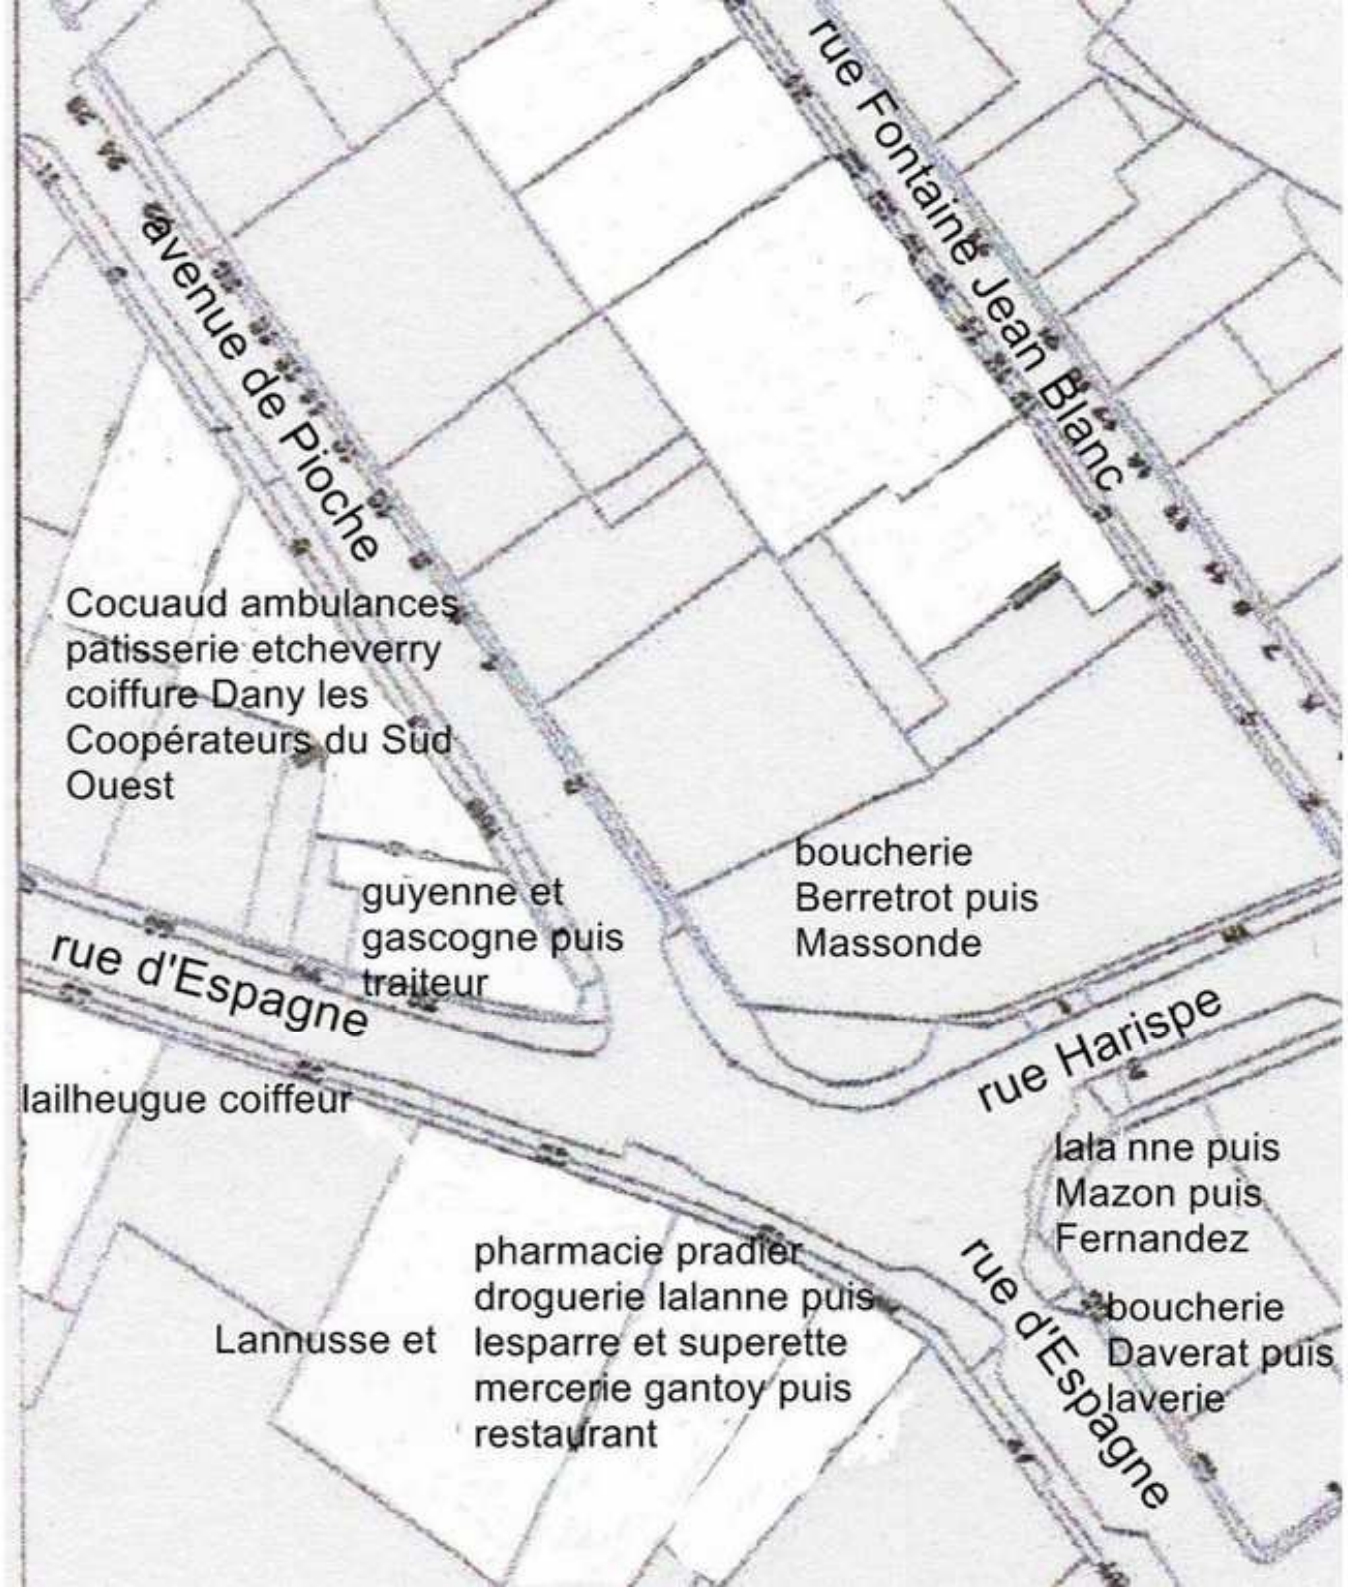 rue Fontaine Jean Blanc
avenue de Pioche
Cocuaud ambulances
patisserie etcheverry
coiffure Dany les
Coopérateurs du Sud
Ouest
guyenne et
gascogne puis
traiteur
boucherie
Berretrot puis
Massonde
rue d'Espagne
rue Harispe
lailheugue coiffeur
lala nne puis
Mazon puis
Fernandez
pharmacie pradier
droguerie lalanne puis
lesparre et superette
mercerie gantoy puis
restaurant
Lannusse et
rue d'Espagne
boucherie
Daverat puis
laverie